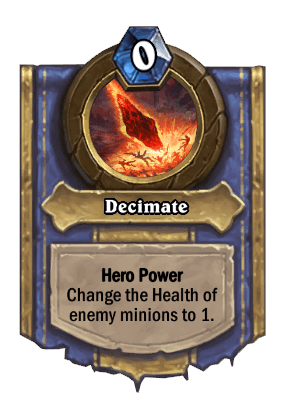 0
Decimate
Hero Power
Change the Health of
enemy minions to 1.